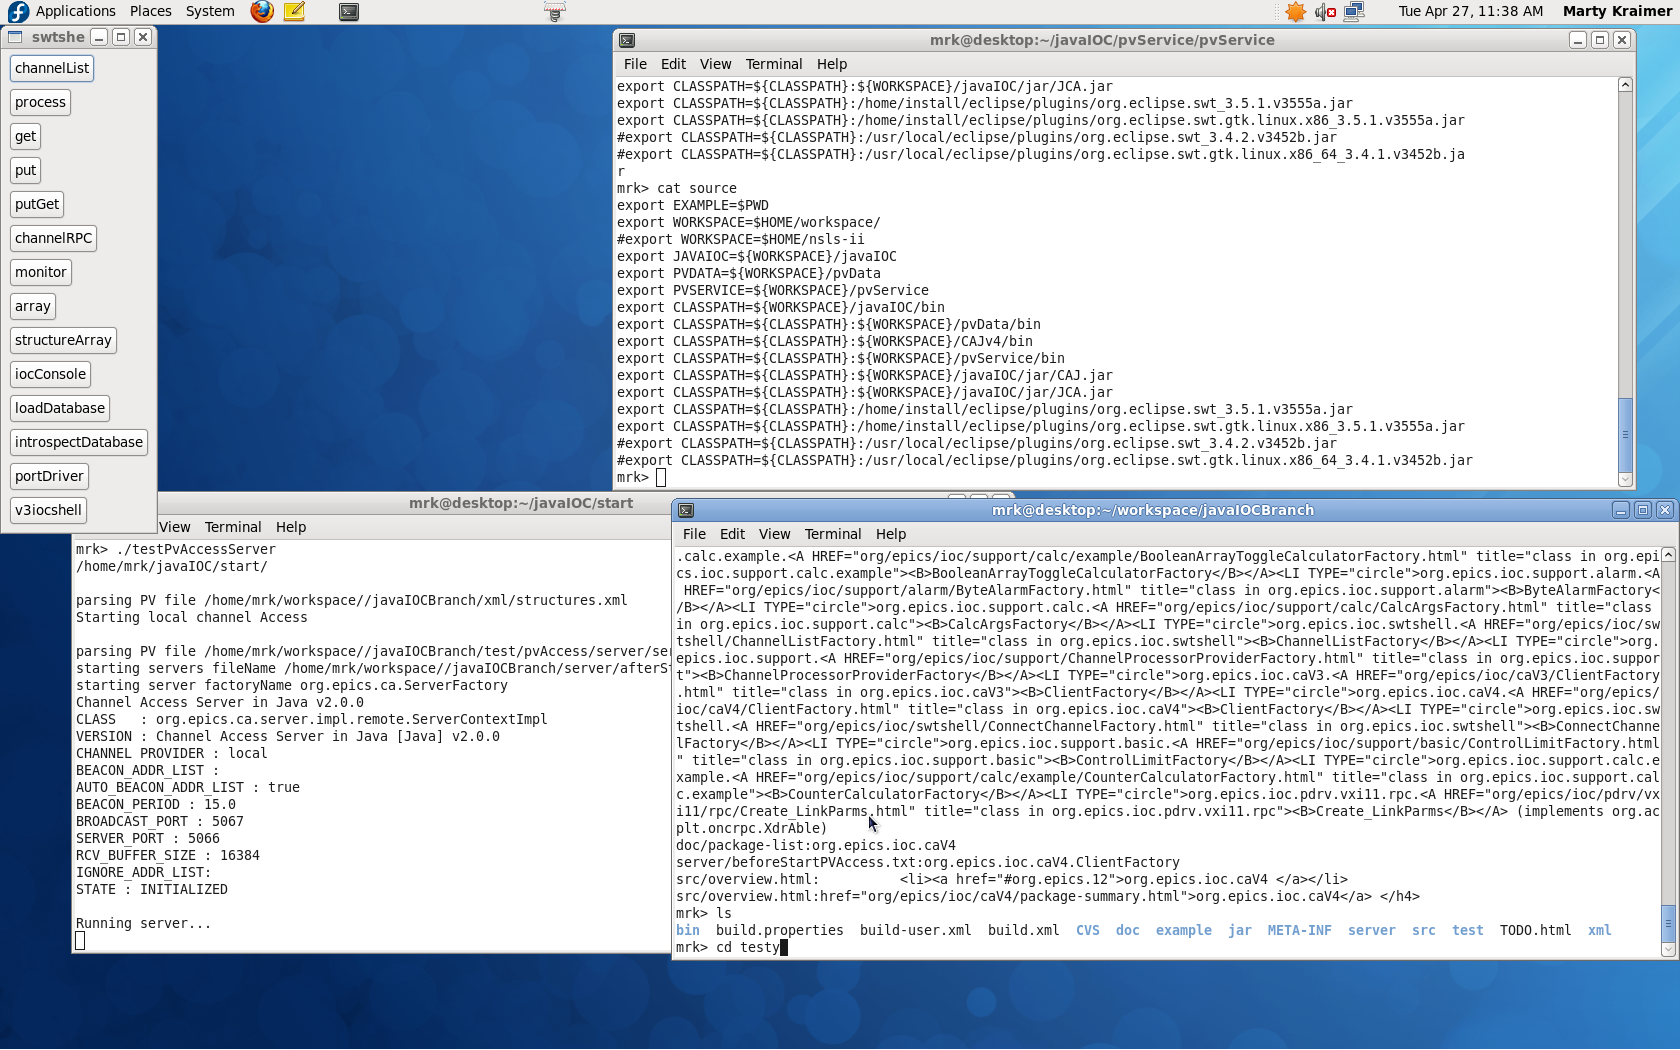 Applications Places System
Tue Apr 27, 11:38 AM Marty Kraimer
swtshe
channelList
process
get
put
putGet
channelRPC
monitor
array
structureArray
iocConsole
loadDatabase
introspectDatabase
portDriver
v3iocshell
mrk@desktop:~/javaIOC/pvService/pvService
File Edit View Terminal Help
export CLASSPATH=${CLASSPATH}:${WORKSPACE}/javaIOC/jar/JCA.jar
export CLASSPATH=${CLASSPATH}:/home/install/eclipse/plugins/org.eclipse.swt_3.5.1.v3555a.jar
export CLASSPATH=${CLASSPATH}:/home/install/eclipse/plugins/org.eclipse.swt.gtk.linux.x86_3.5.1.v3555a.jar
#export CLASSPATH=${CLASSPATH}:/usr/local/eclipse/plugins/org.eclipse.swt_3.4.2.v3452b.jar
#export CLASSPATH=${CLASSPATH}:/usr/local/eclipse/plugins/org.eclipse.swt.gtk.linux.x86_64_3.4.1.v3452b.ja
r
mrk> cat source
export EXAMPLE=$PWD
export WORKSPACE=$HOME/workspace/
#export WORKSPACE=$HOME/nsls-ii
export JAVAIOC=${WORKSPACE}/javaIOC
export PVDATA=${WORKSPACE}/pvData
export PVSERVICE=${WORKSPACE}/pvService
export CLASSPATH=${WORKSPACE}/javaIOC/bin
export CLASSPATH=${CLASSPATH}:${WORKSPACE}/pvData/bin
export CLASSPATH=${CLASSPATH}:${WORKSPACE}/CAJv4/bin
export CLASSPATH=${CLASSPATH}:${WORKSPACE}/pvService/bin
export CLASSPATH=${CLASSPATH}:${WORKSPACE}/javaIOC/jar/CAJ.jar
export CLASSPATH=${CLASSPATH}:${WORKSPACE}/javaIOC/jar/JCA.jar
export CLASSPATH=${CLASSPATH}:/home/install/eclipse/plugins/org.eclipse.swt_3.5.1.v3555a.jar
export CLASSPATH=${CLASSPATH}:/home/install/eclipse/plugins/org.eclipse.swt.gtk.linux.x86_3.5.1.v3555a.jar
#export CLASSPATH=${CLASSPATH}:/usr/local/eclipse/plugins/org.eclipse.swt_3.4.2.v3452b.jar
#export CLASSPATH=${CLASSPATH}:/usr/local/eclipse/plugins/org.eclipse.swt.gtk.linux.x86_64_3.4.1.v3452b.jar
mrk>
mrk@desktop:~/javaIOC/start
View Terminal Help
mrk> ./testPvAccessServer
/home/mrk/javaIOC/start/
parsing PV file /home/mrk/workspace//javaIOCBranch/xml/structures.xml
Starting local channel Access
parsing PV file /home/mrk/workspace//javaIOCBranch/test/pvAccess/server/ser
starting servers fileName /home/mrk/workspace//javaIOCBranch/server/afterSt
starting server factoryName org.epics.ca.ServerFactory
Channel Access Server in Java v2.0.0
CLASS : org.epics.ca.server.impl.remote.ServerContextImpl
VERSION : Channel Access Server in Java [Java] v2.0.0
CHANNEL PROVIDER : local
BEACON_ADDR_LIST :
AUTO_BEACON_ADDR_LIST : true
BEACON_PERIOD : 15.0
BROADCAST_PORT : 5067
SERVER_PORT : 5066
RCV_BUFFER_SIZE : 16384
IGNORE_ADDR_LIST:
STATE : INITIALIZED
Running server...
mrk@desktop:~/workspace/javaIOCBranch
File Edit View Terminal Help
.calc.example.<A HREF="org/epics/ioc/support/calc/example/BooleanArrayToggleCalculatorFactory.html" title="class in org.epi
cs.ioc.support.calc.example"><B>BooleanArrayToggleCalculatorFactory</B></A><LI TYPE="circle">org.epics.ioc.support.alarm.<A
 HREF="org/epics/ioc/support/alarm/ByteAlarmFactory.html" title="class in org.epics.ioc.support.alarm"><B>ByteAlarmFactory<
/B></A><LI TYPE="circle">org.epics.ioc.support.calc.<A HREF="org/epics/ioc/support/calc/CalcArgsFactory.html" title="class
in org.epics.ioc.support.calc"><B>CalcArgsFactory</B></A><LI TYPE="circle">org.epics.ioc.swtshell.<A HREF="org/epics/ioc/sw
tshell/ChannelListFactory.html" title="class in org.epics.ioc.swtshell"><B>ChannelListFactory</B></A><LI TYPE="circle">org.
epics.ioc.support.<A HREF="org/epics/ioc/support/ChannelProcessorProviderFactory.html" title="class in org.epics.ioc.suppor
t"><B>ChannelProcessorProviderFactory</B></A><LI TYPE="circle">org.epics.ioc.caV3.<A HREF="org/epics/ioc/caV3/ClientFactory
.html" title="class in org.epics.ioc.caV3"><B>ClientFactory</B></A><LI TYPE="circle">org.epics.ioc.caV4.<A HREF="org/epics/
ioc/caV4/ClientFactory.html" title="class in org.epics.ioc.caV4"><B>ClientFactory</B></A><LI TYPE="circle">org.epics.ioc.sw
tshell.<A HREF="org/epics/ioc/swtshell/ConnectChannelFactory.html" title="class in org.epics.ioc.swtshell"><B>ConnectChanne
lFactory</B></A><LI TYPE="circle">org.epics.ioc.support.basic.<A HREF="org/epics/ioc/support/basic/ControlLimitFactory.html
" title="class in org.epics.ioc.support.basic"><B>ControlLimitFactory</B></A><LI TYPE="circle">org.epics.ioc.support.calc.e
xample.<A HREF="org/epics/ioc/support/calc/example/CounterCalculatorFactory.html" title="class in org.epics.ioc.support.cal
c.example"><B>CounterCalculatorFactory</B></A><LI TYPE="circle">org.epics.ioc.pdrv.vxi11.rpc.<A HREF="org/epics/ioc/pdrv/vx
i11/rpc/Create_LinkParms.html" title="class in org.epics.ioc.pdrv.vxi11.rpc"><B>Create_LinkParms</B></A> (implements org.ac
plt.oncrpc.XdrAble)
doc/package-list:org.epics.ioc.caV4
server/beforeStartPVAccess.txt:org.epics.ioc.caV4.ClientFactory
src/overview.html: <li><a href="#org.epics.12">org.epics.ioc.caV4 </a></li>
src/overview.html:href="org/epics/ioc/caV4/package-summary.html">org.epics.ioc.caV4</a> </h4>
mrk> ls
bin build.properties build-user.xml build.xml CVS doc example jar META-INF server src test TODO.html xml
mrk> cd testy